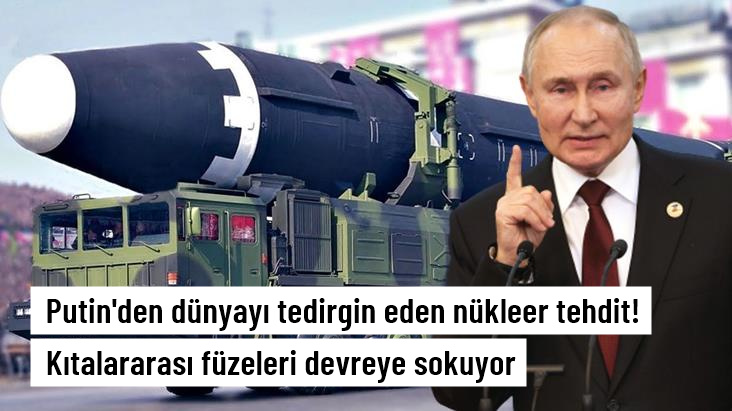 Putin'den dünyayı tedirgin eden nükleer tehdit!
Kıtalararası füzeleri devreye sokuyor